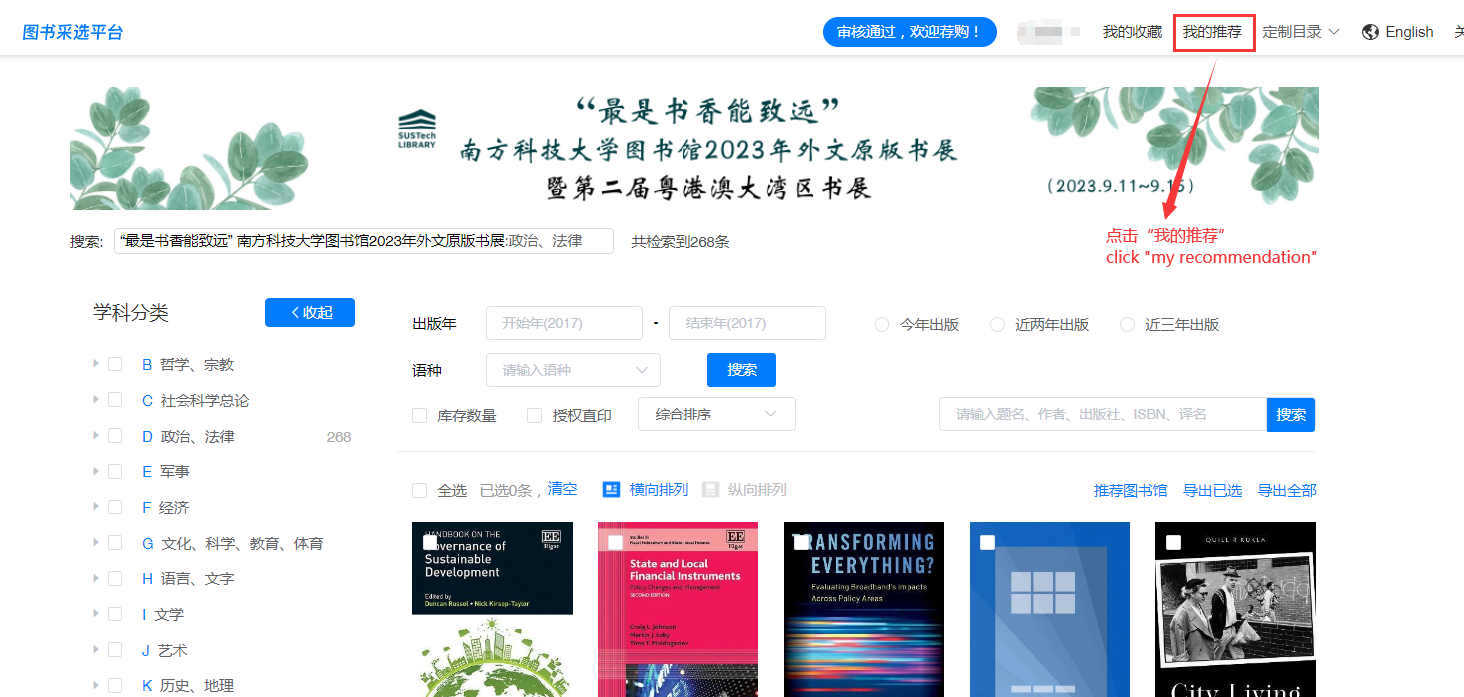 图书采选平台
审核通过，欢迎荐购！
我的收藏
我的推荐
定制目录
English
SUSTech
LIBRARY
“最是书香能致远”
南方科技大学图书馆2023年外文原版书展
暨第二届粤港澳大湾区书展
（2023.9.11~9.15）
搜索:
“最是书香能致远” 南方科技大学图书馆2023年外文原版书展:政治、法律
共检索到268条
点击“我的推荐”
click "my recommendation"
学科分类
收起
B 哲学、宗教
C 社会科学总论
D 政治、法律 268
E 军事
F 经济
G 文化、科学、教育、体育
H 语言、文字
I 文学
J 艺术
K 历史、地理
出版年
开始年(2017)
-
结束年(2017)
今年出版
近两年出版
近三年出版
语种
请输入语种
搜索
库存数量
授权直印
综合排序
请输入题名、作者、出版社、ISBN、译名
搜索
全选
已选0条，
清空
横向排列
纵向排列
推荐图书馆
导出已选
导出全部
HANDBOOK ON THE
Governance of
Sustainable
Development
EE
Elgar
Edited by
Duncan Russel • Nick Kirsop-Taylor
Studies in
Fiscal Federalism and State-local Finance
EE
Elgar
State and Local
Financial Instruments
Policy Changes and Management
SECOND EDITION
Craig L. Johnson
Martin J. Luby
Tima T. Moldogaziev
TRANSFORMING
EVERYTHING?
Evaluating Broadband's Impacts
Across Policy Areas
QUILL R KUKLA
City Living